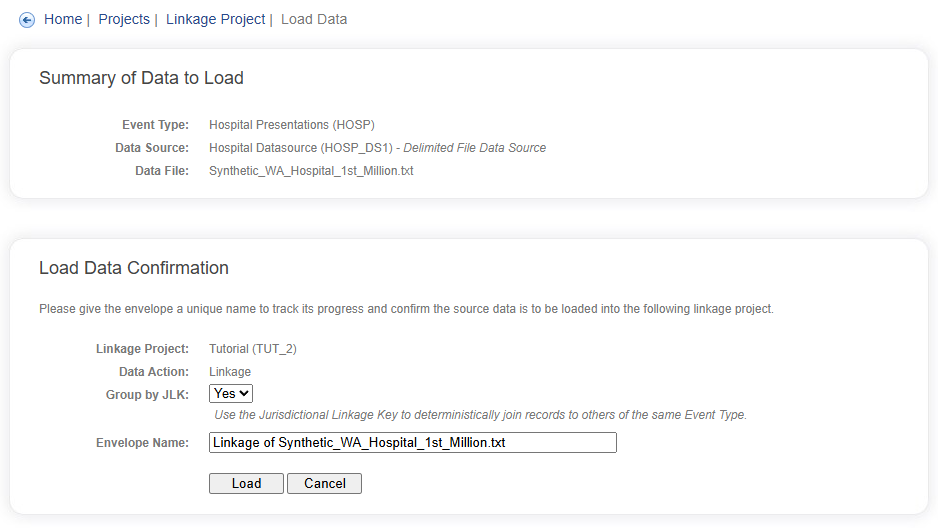 Home | Projects | Linkage Project | Load Data
Summary of Data to Load
Event Type: Hospital Presentations (HOSP)
Data Source: Hospital Datasource (HOSP_DS1) - Delimited File Data Source
Data File: Synthetic_WA_Hospital_1st_Million.txt
Load Data Confirmation
Please give the envelope a unique name to track its progress and confirm the source data is to be loaded into the following linkage project.
Linkage Project: Tutorial (TUT_2)
Data Action: Linkage
Group by JLK: Yes
Use the Jurisdictional Linkage Key to deterministically join records to others of the same Event Type.
Envelope Name: Linkage of Synthetic_WA_Hospital_1st_Million.txt
Load Cancel